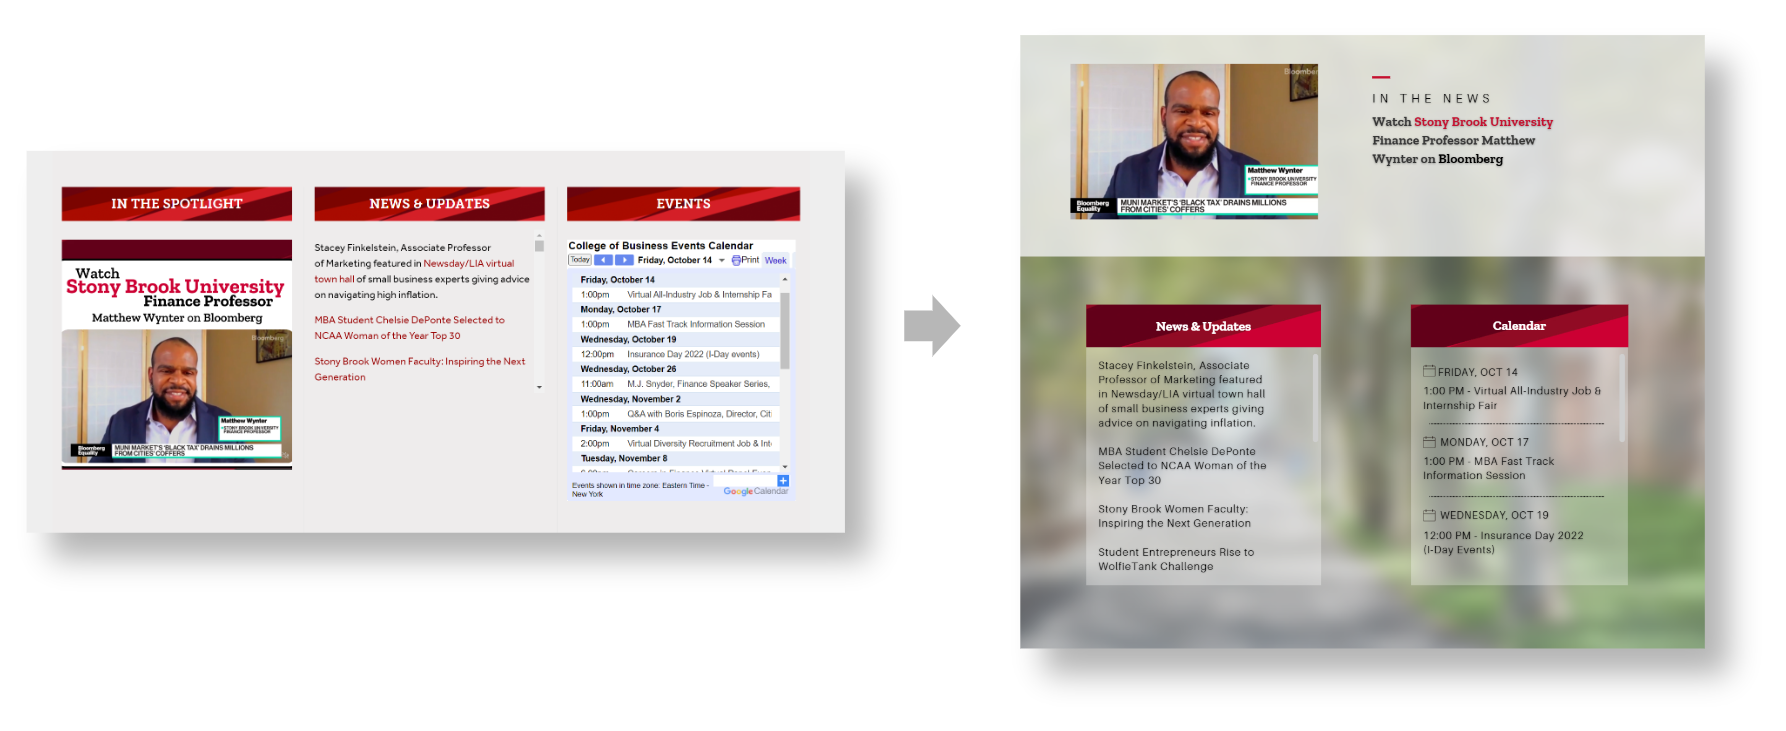 IN THE SPOTLIGHT
Watch
Stony Brook University
Finance Professor
Matthew Wynter on Bloomberg
Bloomberg
Matthew Wynter
STONY BROOK UNIVERSITY
FINANCE PROFESSOR
Bloomberg
Equality
MUNI MARKET'S 'BLACK TAX' DRAINS MILLIONS
FROM CITIES' COFFERS
NEWS & UPDATES
Stacey Finkelstein, Associate Professor
of Marketing featured in Newsday/LIA virtual
town hall of small business experts giving advice
on navigating high inflation.
MBA Student Chelsie DePonte Selected to
NCAA Woman of the Year Top 30
Stony Brook Women Faculty: Inspiring the Next
Generation
EVENTS
College of Business Events Calendar
Today Friday, October 14 Print Week
Friday, October 14
1:00pm Virtual All-Industry Job & Internship Fa
Monday, October 17
1:00pm MBA Fast Track Information Session
Wednesday, October 19
12:00pm Insurance Day 2022 (I-Day events)
Wednesday, October 26
11:00am M.J. Snyder, Finance Speaker Series,
Wednesday, November 2
1:00pm Q&A with Boris Espinoza, Director, Cit
Friday, November 4
2:00pm Virtual Diversity Recruitment Job & Int
Tuesday, November 8
Events shown in time zone: Eastern Time -
New York
Google Calendar
Bloomber
Matthew Wynter
STONY BROOK UNIVERSITY
FINANCE PROFESSOR
Bloomberg
Equality
MUNI MARKET'S 'BLACK TAX' DRAINS MILLIONS
FROM CITIES' COFFERS
IN THE NEWS
Watch Stony Brook University
Finance Professor Matthew
Wynter on Bloomberg
News & Updates
Stacey Finkelstein, Associate
Professor of Marketing featured
in Newsday/LIA virtual town hall
of small business experts giving
advice on navigating inflation.
MBA Student Chelsie DePonte
Selected to NCAA Woman of the
Year Top 30
Stony Brook Women Faculty:
Inspiring the Next Generation
Student Entrepreneurs Rise to
WolfieTank Challenge
Calendar
FRIDAY, OCT 14
1:00 PM - Virtual All-Industry Job &
Internship Fair
MONDAY, OCT 17
1:00 PM - MBA Fast Track
Information Session
WEDNESDAY, OCT 19
12:00 PM - Insurance Day 2022
(I-Day Events)